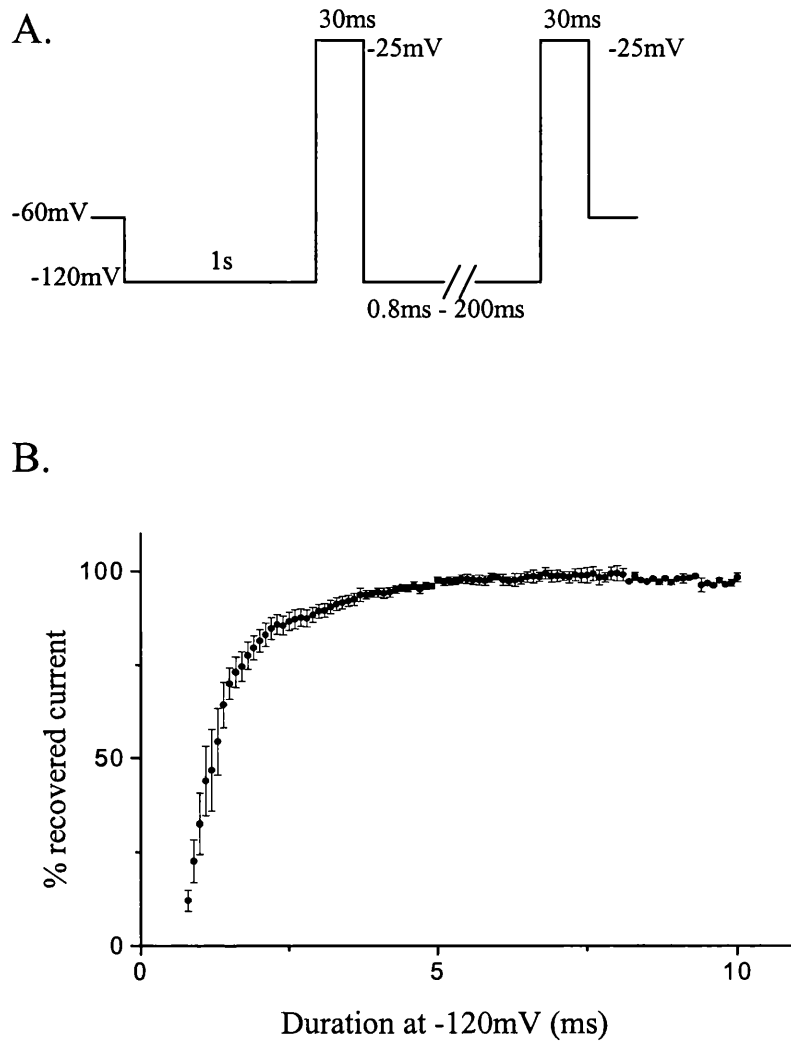 A.
30ms
30ms
-25mV
-25mV
-60mV
1s
-120mV
0.8ms - 200ms
B.
100
50
0
% recovered current
0
5
10
Duration at -120mV (ms)